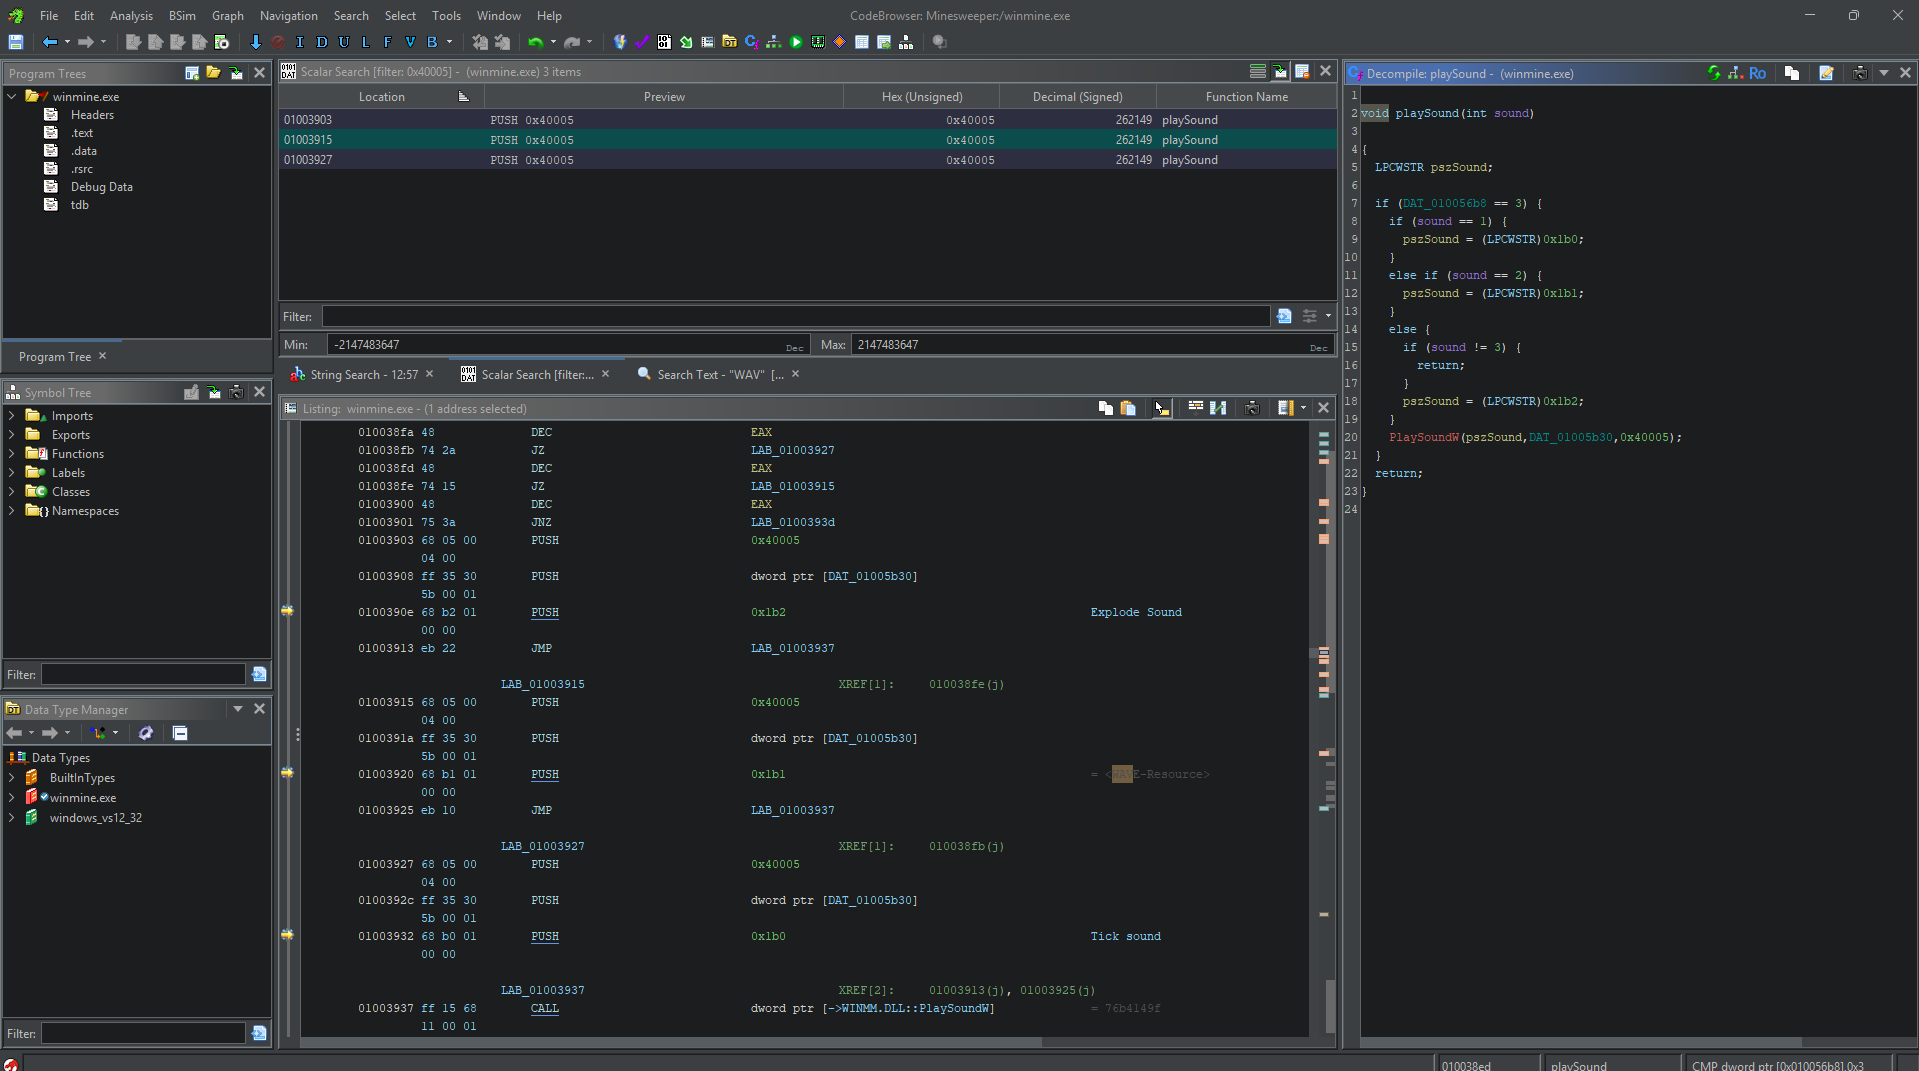 File Edit Analysis BSim Graph Navigation Search Select Tools Window Help
CodeBrowser: Minesweeper:/winmine.exe
I D U L F V B
Program Trees
winmine.exe
Headers
.text
.data
.rsrc
Debug Data
tdb
Program Tree
Symbol Tree
Imports
Exports
Functions
Labels
Classes
Namespaces
Filter:
Data Type Manager
Data Types
BuiltInTypes
winmine.exe
windows_vs12_32
Filter:
Scalar Search [filter: 0x40005] - (winmine.exe) 3 items
Location Preview Hex (Unsigned) Decimal (Signed) Function Name
01003903 PUSH 0x40005 0x40005 262149 playSound
01003915 PUSH 0x40005 0x40005 262149 playSound
01003927 PUSH 0x40005 0x40005 262149 playSound
Filter:
Min: -2147483647 Dec Max: 2147483647 Dec
String Search - 12:57 Scalar Search [filter:... Search Text - "WAV" [...
Listing: winmine.exe - (1 address selected)
010038fa 48 DEC EAX
010038fb 74 2a JZ LAB_01003927
010038fd 48 DEC EAX
010038fe 74 15 JZ LAB_01003915
01003900 48 DEC EAX
01003901 75 3a JNZ LAB_0100393d
01003903 68 05 00 PUSH 0x40005
04 00
01003908 ff 35 30 PUSH dword ptr [DAT_01005b30]
5b 00 01
0100390e 68 b2 01 PUSH 0x1b2 Explode Sound
00 00
01003913 eb 22 JMP LAB_01003937
LAB_01003915 XREF[1]: 010038fe(j)
01003915 68 05 00 PUSH 0x40005
04 00
0100391a ff 35 30 PUSH dword ptr [DAT_01005b30]
5b 00 01
01003920 68 b1 01 PUSH 0x1b1 = <WAVE-Resource>
00 00
01003925 eb 10 JMP LAB_01003937
LAB_01003927 XREF[1]: 010038fb(j)
01003927 68 05 00 PUSH 0x40005
04 00
0100392c ff 35 30 PUSH dword ptr [DAT_01005b30]
5b 00 01
01003932 68 b0 01 PUSH 0x1b0 Tick sound
00 00
LAB_01003937 XREF[2]: 01003913(j), 01003925(j)
01003937 ff 15 68 CALL dword ptr [->WINMM.DLL::PlaySoundW] = 76b4149f
11 00 01
Decompile: playSound - (winmine.exe)
Ro
1
2 void playSound(int sound)
3
4 {
5 LPCWSTR pszSound;
6
7 if (DAT_010056b8 == 3) {
8 if (sound == 1) {
9 pszSound = (LPCWSTR)0x1b0;
10 }
11 else if (sound == 2) {
12 pszSound = (LPCWSTR)0x1b1;
13 }
14 else {
15 if (sound != 3) {
16 return;
17 }
18 pszSound = (LPCWSTR)0x1b2;
19 }
20 PlaySoundW(pszSound,DAT_01005b30,0x40005);
21 }
22 return;
23 }
24
010038ed playSound CMP dword ptr [0x010056b8],0x3